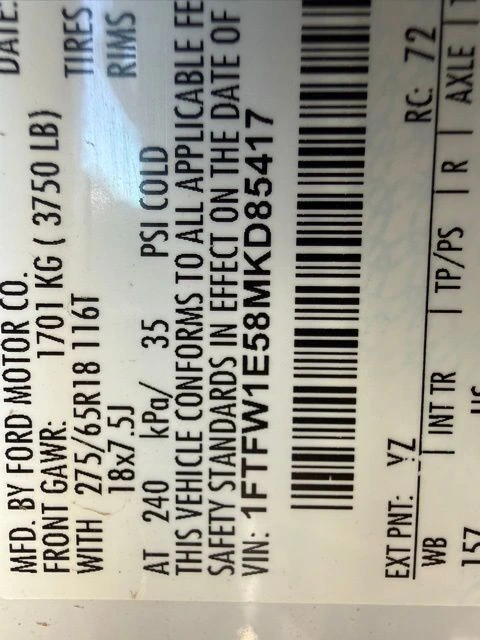 MFD. BY FORD MOTOR CO. DATE:
FRONT GAWR: 1701 KG ( 3750 LB)
WITH 275/65R18 116T TIRES
18x7.5J RIMS
AT 240 kPa/ 35 PSI COLD
THIS VEHICLE CONFORMS TO ALL APPLICABLE FE
SAFETY STANDARDS IN EFFECT ON THE DATE OF
VIN: 1FTFW1E58MKD85417
EXT PNT: YZ RC: 72
WB | INT TR | TP/PS | R | AXLE |
157